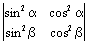 |sin² α cos² α|
|sin² β cos² β|